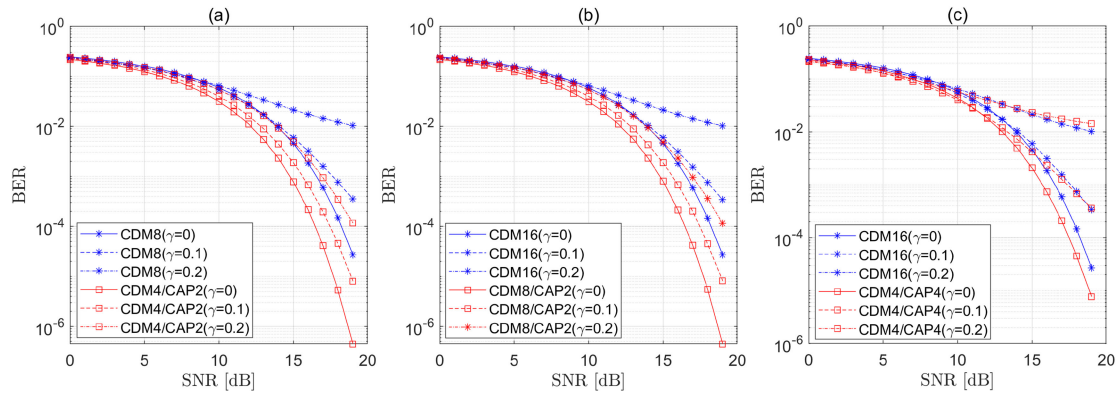 (a)
10^0
10^-2
10^-4
10^-6
BER
CDM8(γ=0)
CDM8(γ=0.1)
CDM8(γ=0.2)
CDM4/CAP2(γ=0)
CDM4/CAP2(γ=0.1)
CDM4/CAP2(γ=0.2)
0 5 10 15 20
SNR [dB]
(b)
10^0
10^-2
10^-4
10^-6
BER
CDM16(γ=0)
CDM16(γ=0.1)
CDM16(γ=0.2)
CDM8/CAP2(γ=0)
CDM8/CAP2(γ=0.1)
CDM8/CAP2(γ=0.2)
0 5 10 15 20
SNR [dB]
(c)
10^0
10^-2
10^-4
10^-6
BER
CDM16(γ=0)
CDM16(γ=0.1)
CDM16(γ=0.2)
CDM4/CAP4(γ=0)
CDM4/CAP4(γ=0.1)
CDM4/CAP4(γ=0.2)
0 5 10 15 20
SNR [dB]